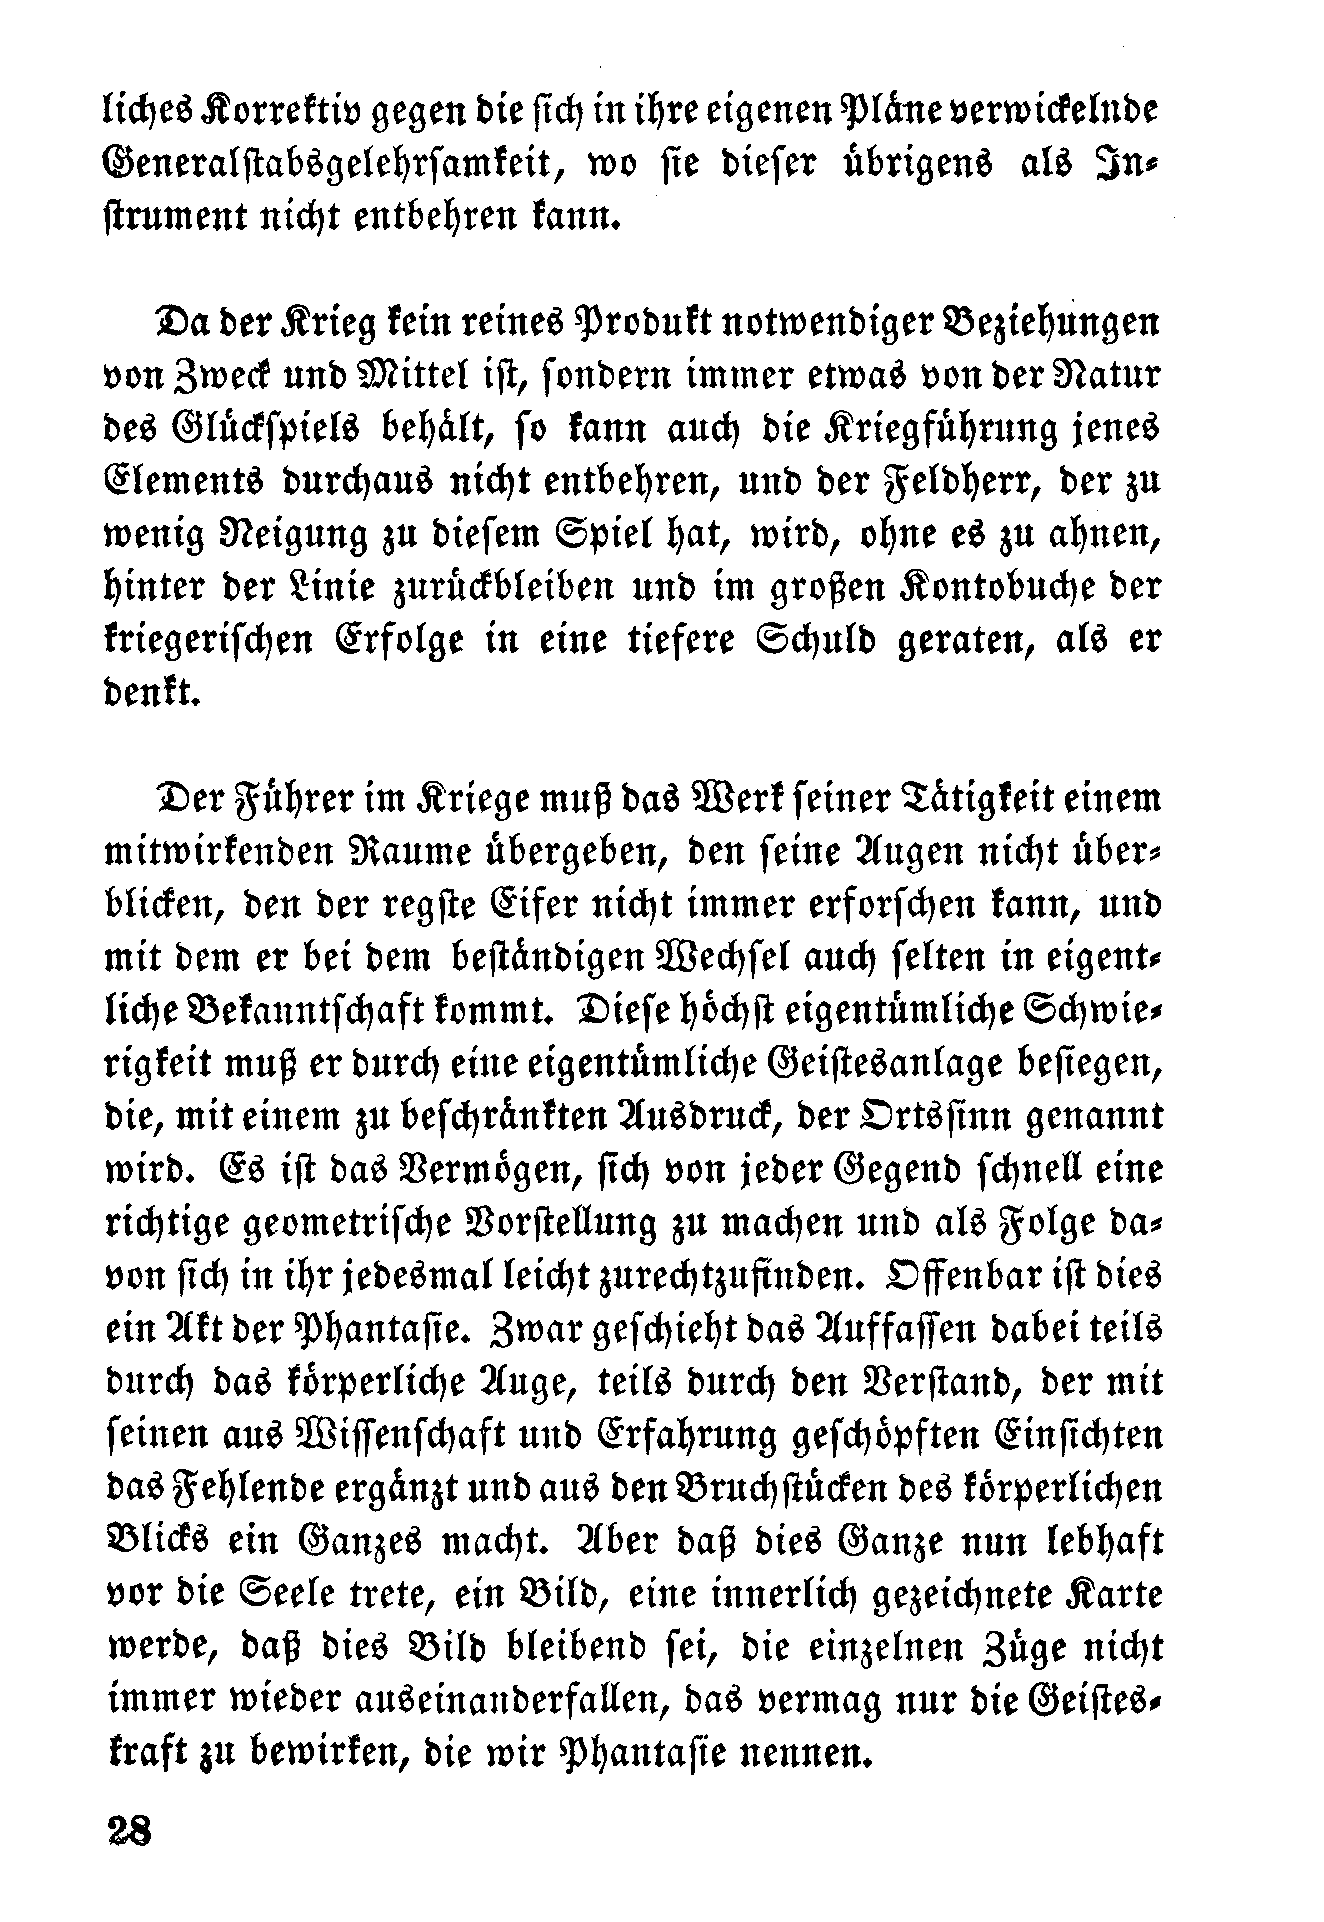 liches Korrektiv gegen die sich in ihre eigenen Pläne verwickelnde
Generalstabsgelehrsamkeit, wo sie dieser übrigens als In-
strument nicht entbehren kann.
Da der Krieg kein reines Produkt notwendiger Beziehungen
von Zweck und Mittel ist, sondern immer etwas von der Natur
des Glückspiels behält, so kann auch die Kriegführung jenes
Elements durchaus nicht entbehren, und der Feldherr, der zu
wenig Neigung zu diesem Spiel hat, wird, ohne es zu ahnen,
hinter der Linie zurückbleiben und im großen Kontobuche der
kriegerischen Erfolge in eine tiefere Schuld geraten, als er
denkt.
Der Führer im Kriege muß das Werk seiner Tätigkeit einem
mitwirkenden Raume übergeben, den seine Augen nicht über-
blicken, den der regste Eifer nicht immer erforschen kann, und
mit dem er bei dem beständigen Wechsel auch selten in eigent-
liche Bekanntschaft kommt. Diese höchst eigentümliche Schwie-
rigkeit muß er durch eine eigentümliche Geistesanlage besiegen,
die, mit einem zu beschränkten Ausdruck, der Ortssinn genannt
wird. Es ist das Vermögen, sich von jeder Gegend schnell eine
richtige geometrische Vorstellung zu machen und als Folge da-
von sich in ihr jedesmal leicht zurechtzufinden. Offenbar ist dies
ein Akt der Phantasie. Zwar geschieht das Auffassen dabei teils
durch das körperliche Auge, teils durch den Verstand, der mit
seinen aus Wissenschaft und Erfahrung geschöpften Einsichten
das Fehlende ergänzt und aus den Bruchstücken des körperlichen
Blicks ein Ganzes macht. Aber daß dies Ganze nun lebhaft
vor die Seele trete, ein Bild, eine innerlich gezeichnete Karte
werde, daß dies Bild bleibend sei, die einzelnen Züge nicht
immer wieder auseinanderfallen, das vermag nur die Geistes-
kraft zu bewirken, die wir Phantasie nennen.
28